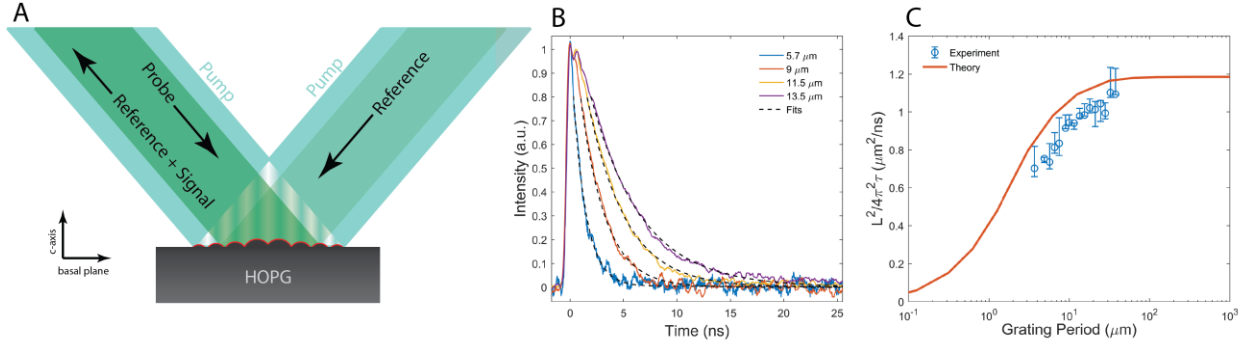 A
Pump
Probe
Reference + Signal
Pump
Reference
c-axis
basal plane
HOPG
B
Intensity (a.u.)
1
0.9
0.8
0.7
0.6
0.5
0.4
0.3
0.2
0.1
0
0 5 10 15 20 25
Time (ns)
5.7 μm
9 μm
11.5 μm
13.5 μm
Fits
C
L²/4π²τ (μm²/ns)
1.4
1.2
1.0
0.8
0.6
0.4
0.2
0
10⁻¹ 10⁰ 10¹ 10² 10³
Grating Period (μm)
Experiment
Theory